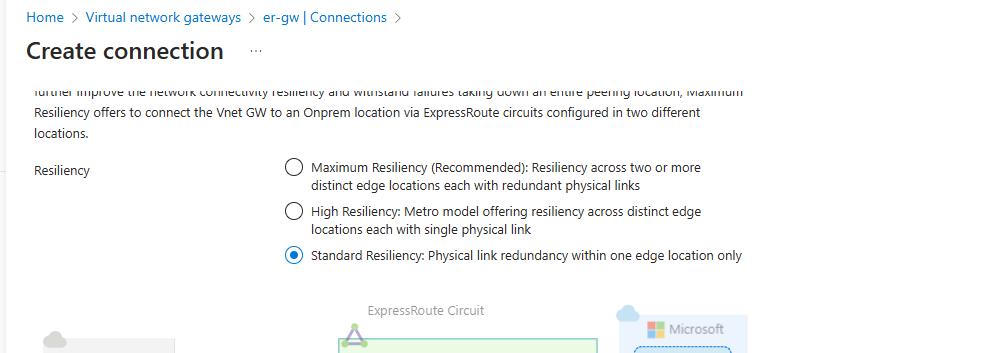 Home > Virtual network gateways > er-gw | Connections >
Create connection ...
further improve the network connectivity resiliency and withstand failures taking down an entire peering location, Maximum
Resiliency offers to connect the Vnet GW to an Onprem location via ExpressRoute circuits configured in two different
locations.
Resiliency
Maximum Resiliency (Recommended): Resiliency across two or more
distinct edge locations each with redundant physical links
High Resiliency: Metro model offering resiliency across distinct edge
locations each with single physical link
Standard Resiliency: Physical link redundancy within one edge location only
ExpressRoute Circuit
Microsoft